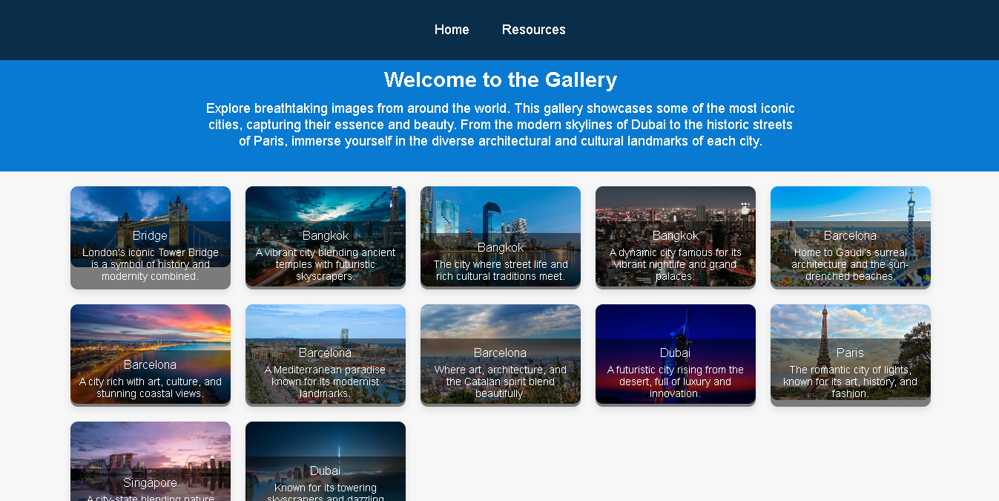 Home Resources
Welcome to the Gallery
Explore breathtaking images from around the world. This gallery showcases some of the most iconic
cities, capturing their essence and beauty. From the modern skylines of Dubai to the historic streets
of Paris, immerse yourself in the diverse architectural and cultural landmarks of each city.
Bridge
London's iconic Tower Bridge
is a symbol of history and
modernity combined.
Bangkok
A vibrant city blending ancient
temples with futuristic
skyscrapers.
Bangkok
The city where street life and
rich cultural traditions meet.
Bangkok
A dynamic city famous for its
vibrant nightlife and grand
palaces.
Barcelona
Home to Gaudi's surreal
architecture and the sun-
drenched beaches.
Barcelona
A city rich with art, culture, and
stunning coastal views.
Barcelona
A Mediterranean paradise
known for its modernist
landmarks.
Barcelona
Where art, architecture, and
the Catalan spirit blend
beautifully.
Dubai
A futuristic city rising from the
desert, full of luxury and
innovation.
Paris
The romantic city of lights,
known for its art, history, and
fashion.
Singapore
A city-state blending nature
Dubai
Known for its towering
skyscrapers and dazzling